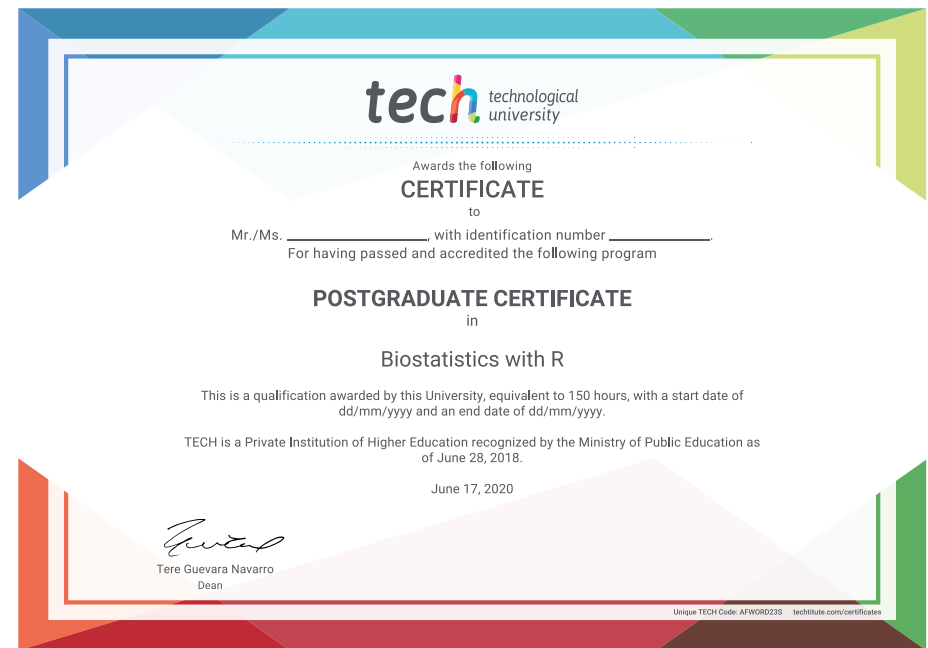 tech technological
university
Awards the following
CERTIFICATE
to
Mr./Ms. ____________________, with identification number ______________.
For having passed and accredited the following program
POSTGRADUATE CERTIFICATE
in
Biostatistics with R
This is a qualification awarded by this University, equivalent to 150 hours, with a start date of
dd/mm/yyyy and an end date of dd/mm/yyyy.
TECH is a Private Institution of Higher Education recognized by the Ministry of Public Education as
of June 28, 2018.
June 17, 2020
Tere Guevara Navarro
Dean
Unique TECH Code: AFWORD23S techtitute.com/certificates